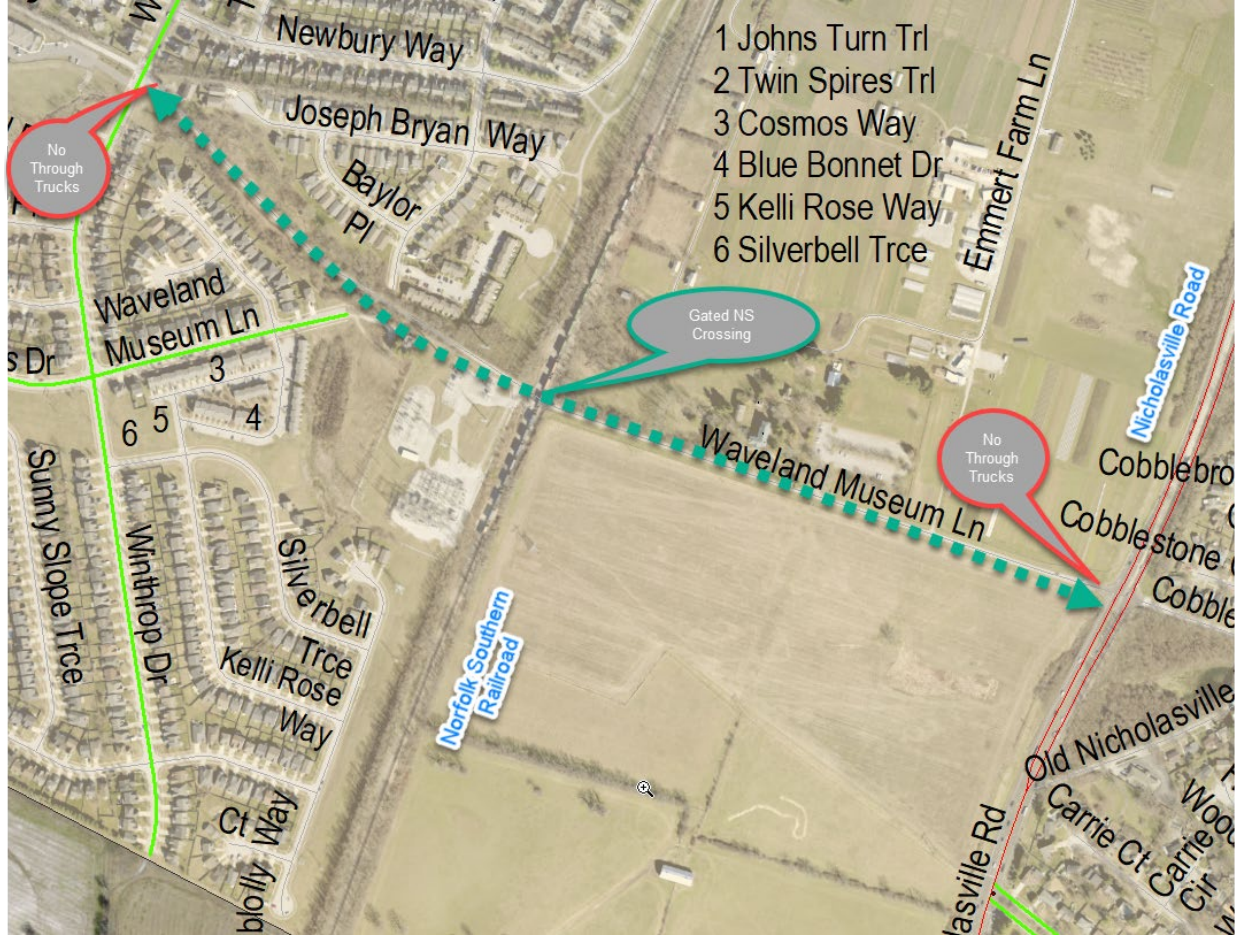 Newbury Way
1 Johns Turn Trl
2 Twin Spires Trl
3 Cosmos Way
4 Blue Bonnet Dr
5 Kelli Rose Way
6 Silverbell Trce
Emmert Farm Ln
Joseph Bryan Way
No
Through
Trucks
Baylor
Pl
Nicholasville Road
Waveland
Museum Ln
Gated NS
Crossing
s Dr
3
4
5
6
No
Through
Trucks
Waveland Museum Ln
Cobblebro
Cobblestone
Cobble
Sunny Slope Trce
Winthrop Dr
Silverbell
Trce
Kelli Rose
Way
Norfolk Southern
Railroad
Old Nicholasville
Carrie Ct
Carrie
Cir
Woo
Ct
blolly Way
lasville Rd